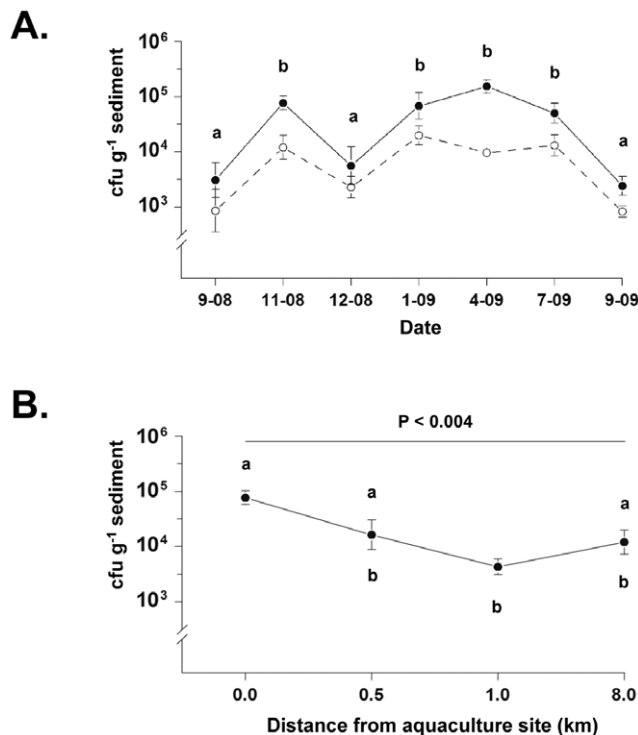 A.
10⁶
10⁵
10⁴
10³
cfu g⁻¹ sediment
a
b
a
b
b
b
a
9-08 11-08 12-08 1-09 4-09 7-09 9-09
Date
B.
P < 0.004
10⁶
10⁵
10⁴
10³
cfu g⁻¹ sediment
a
a
a
b
b
b
0.0 0.5 1.0 8.0
Distance from aquaculture site (km)